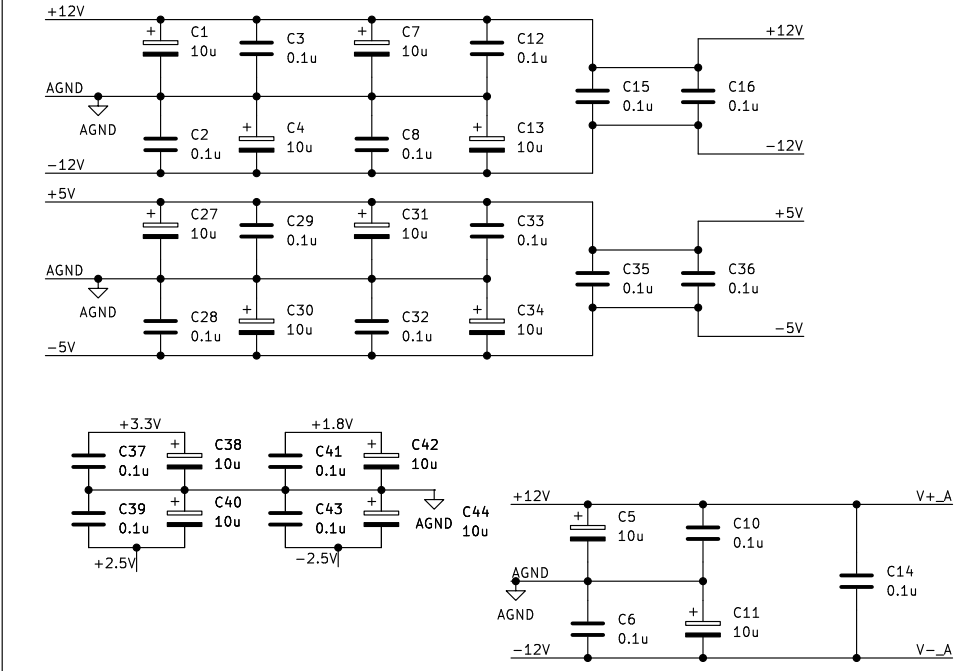 +12V
+ C1 10u
C3 0.1u
+ C7 10u
C12 0.1u
+12V
AGND
AGND
C15 0.1u
C16 0.1u
C2 0.1u
+ C4 10u
C8 0.1u
+ C13 10u
-12V
-12V
+5V
+ C27 10u
C29 0.1u
+ C31 10u
C33 0.1u
+5V
AGND
AGND
C35 0.1u
C36 0.1u
C28 0.1u
+ C30 10u
C32 0.1u
+ C34 10u
-5V
-5V
+3.3V
+1.8V
C37 0.1u
+ C38 10u
C41 0.1u
+ C42 10u
C39 0.1u
+ C40 10u
C43 0.1u
+ C44 10u
AGND
+2.5V
-2.5V
+12V
V+_A
+ C5 10u
C10 0.1u
AGND
AGND
C14 0.1u
C6 0.1u
+ C11 10u
-12V
V-_A